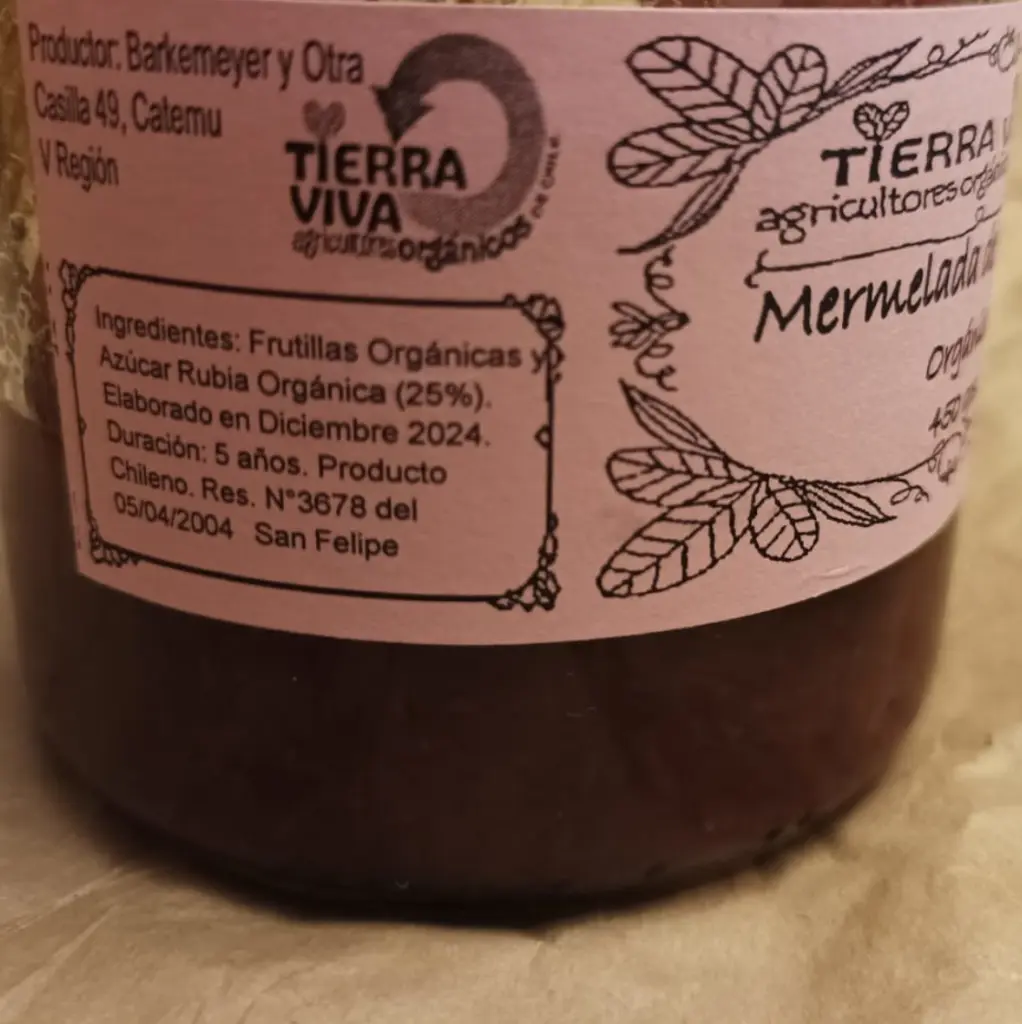 Productor: Barkemeyer y Otra
Casilla 49, Catemu
V Región
TIERRA
VIVA
agricultores orgánicos
DE CHILE
Ingredientes: Frutillas Orgánicas y
Azúcar Rubia Orgánica (25%).
Elaborado en Diciembre 2024.
Duración: 5 años. Producto
Chileno. Res. N°3678 del
05/04/2004 San Felipe
TIERRA
agricultores
Mermelada
450